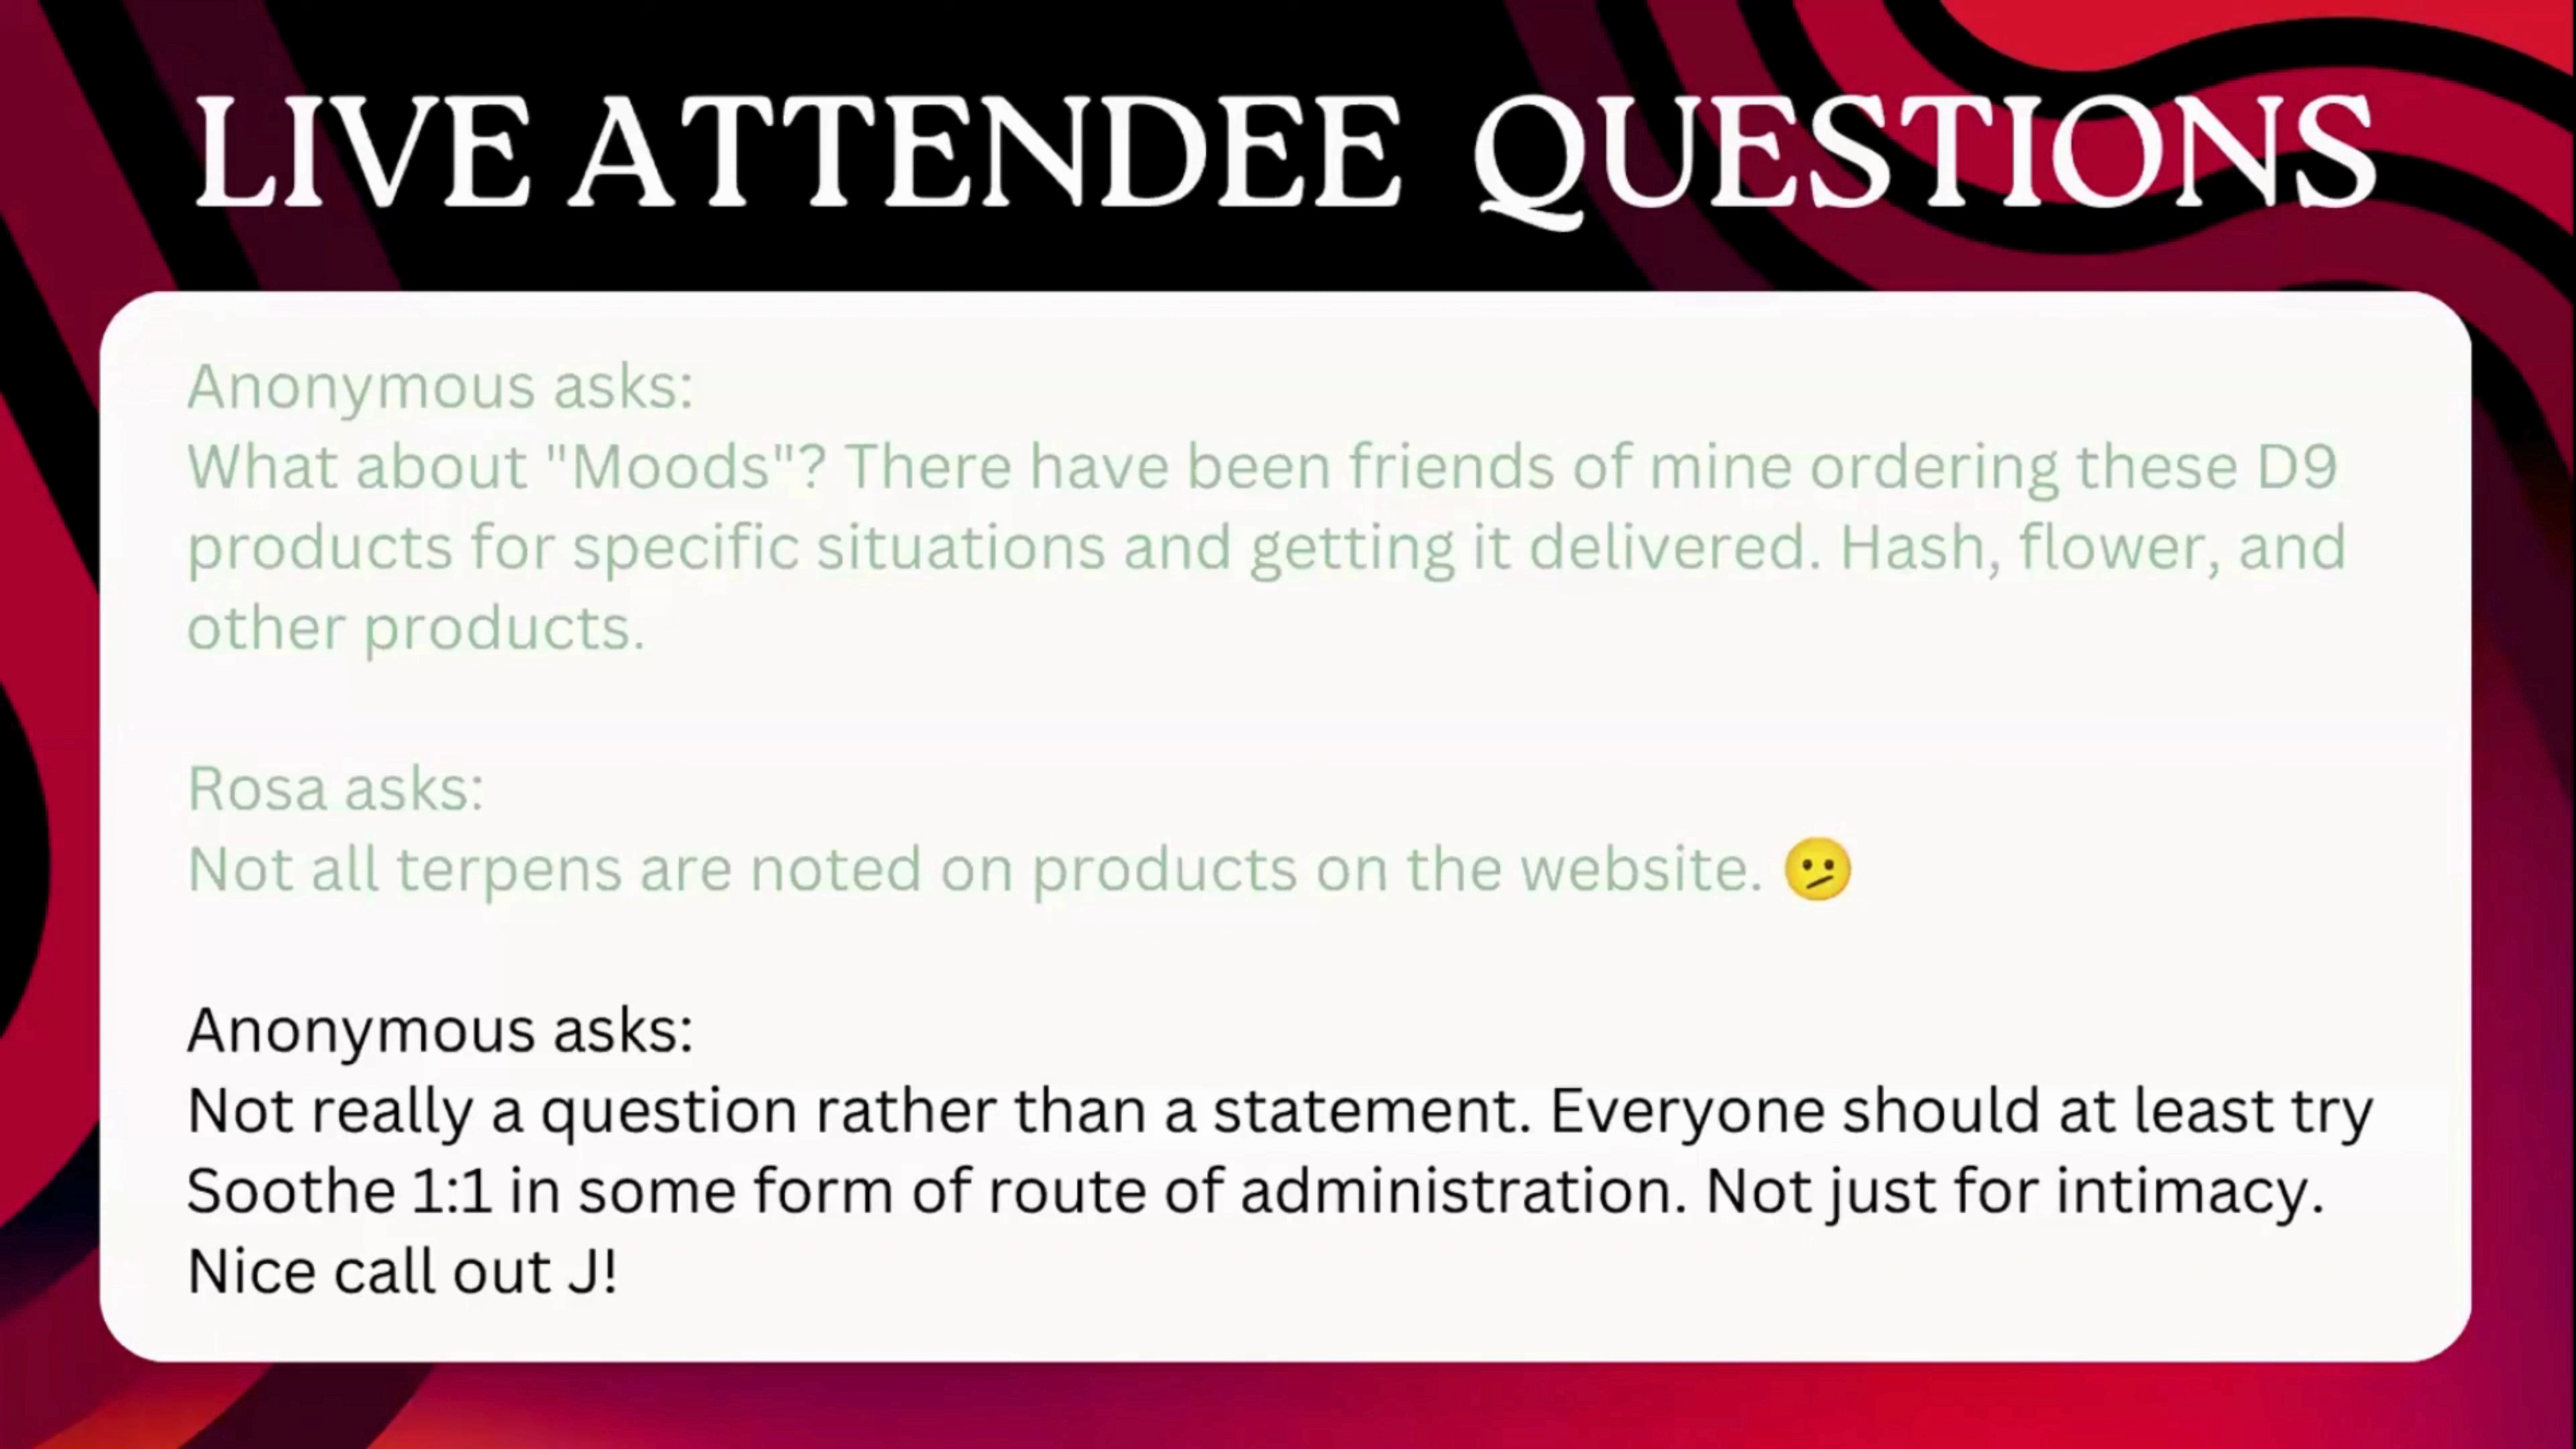 LIVE ATTENDEE QUESTIONS
Anonymous asks:
What about "Moods"? There have been friends of mine ordering these D9
products for specific situations and getting it delivered. Hash, flower, and
other products.
Rosa asks:
Not all terpens are noted on products on the website. 🫤
Anonymous asks:
Not really a question rather than a statement. Everyone should at least try
Soothe 1:1 in some form of route of administration. Not just for intimacy.
Nice call out J!